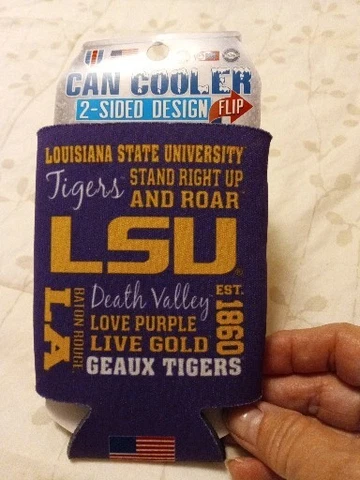 CAN COOLER
2-SIDED DESIGN FLIP
LOUISIANA STATE UNIVERSITY
Tigers STAND RIGHT UP
AND ROAR
LSU
LA
BATON ROUGE
Death Valley
LOVE PURPLE
LIVE GOLD
EST.
1860
GEAUX TIGERS